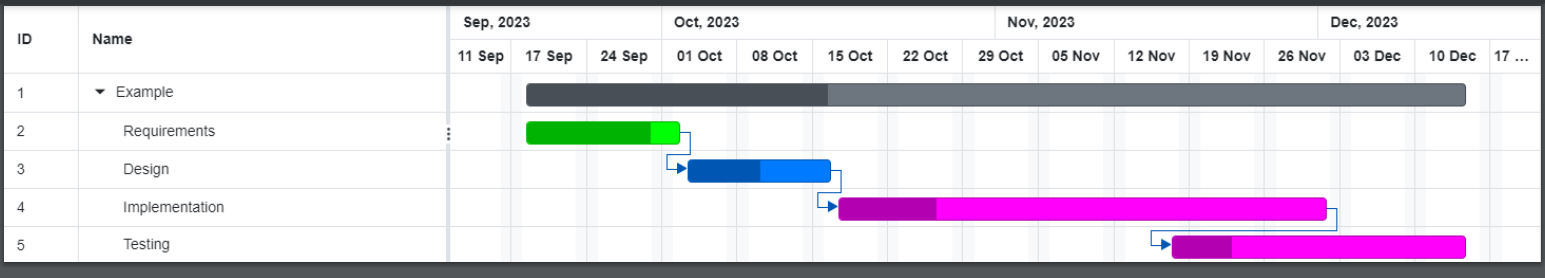 Sep, 2023 Oct, 2023 Nov, 2023 Dec, 2023
ID Name
11 Sep 17 Sep 24 Sep 01 Oct 08 Oct 15 Oct 22 Oct 29 Oct 05 Nov 12 Nov 19 Nov 26 Nov 03 Dec 10 Dec 17 ...
1 Example
2 Requirements
3 Design
4 Implementation
5 Testing